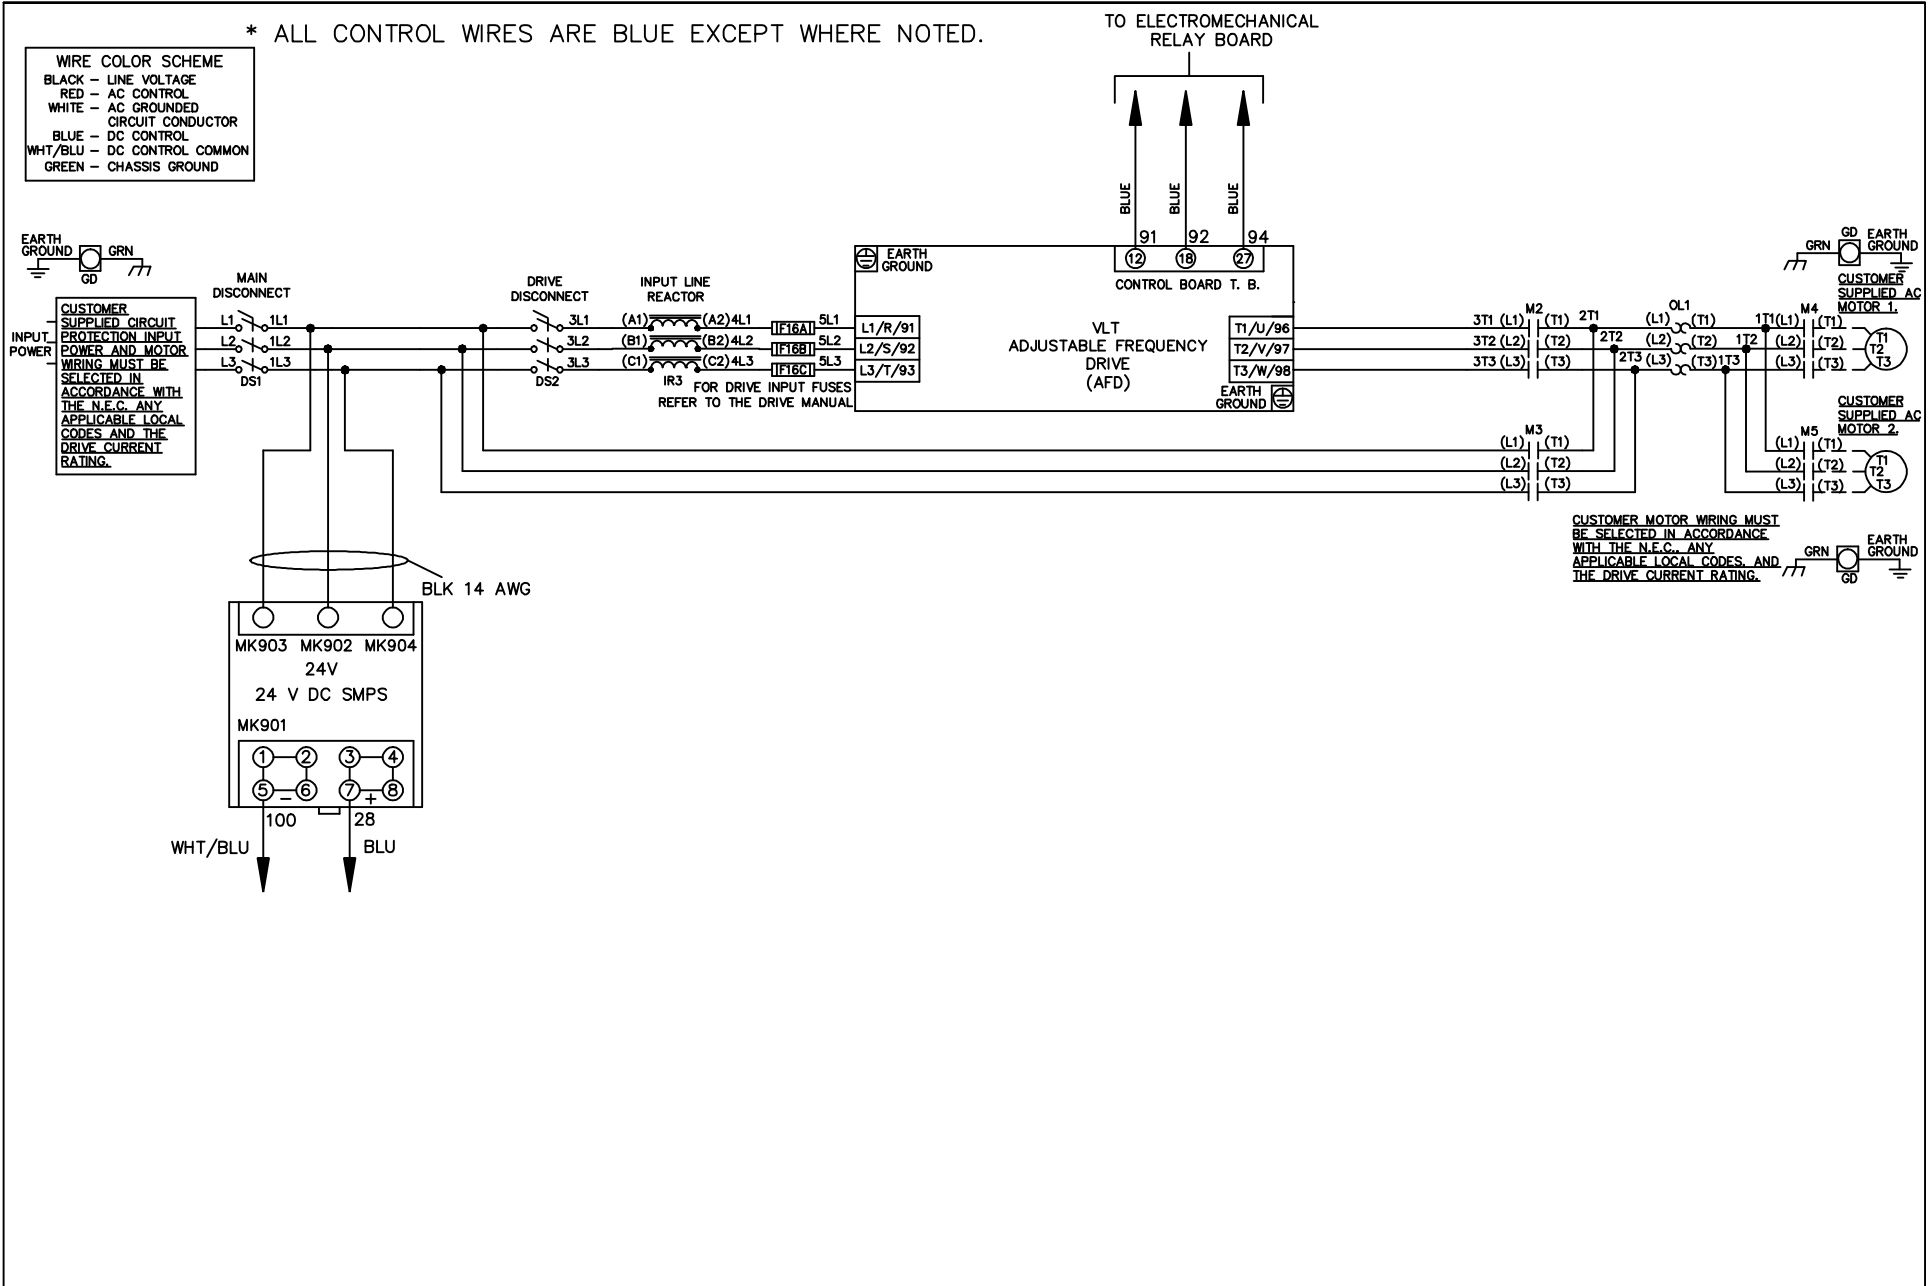 * ALL CONTROL WIRES ARE BLUE EXCEPT WHERE NOTED.
TO ELECTROMECHANICAL
RELAY BOARD
WIRE COLOR SCHEME
BLACK – LINE VOLTAGE
RED – AC CONTROL
WHITE – AC GROUNDED
CIRCUIT CONDUCTOR
BLUE – DC CONTROL
WHT/BLU – DC CONTROL COMMON
GREEN – CHASSIS GROUND
BLUE
BLUE
BLUE
91 92 94
12 18 27
CONTROL BOARD T. B.
EARTH
GROUND
GRN
GD
INPUT
POWER
CUSTOMER
SUPPLIED CIRCUIT
PROTECTION INPUT
POWER AND MOTOR
WIRING MUST BE
SELECTED IN
ACCORDANCE WITH
THE N.E.C. ANY
APPLICABLE LOCAL
CODES AND THE
DRIVE CURRENT
RATING.
MAIN
DISCONNECT
L1 1L1
L2 1L2
L3 1L3
DS1
DRIVE
DISCONNECT
3L1
3L2
3L3
DS2
INPUT LINE
REACTOR
(A1) (A2) 4L1
(B1) (B2) 4L2
(C1) (C2) 4L3
IR3
F16A 5L1
F16B 5L2
F16C 5L3
FOR DRIVE INPUT FUSES
REFER TO THE DRIVE MANUAL
EARTH
GROUND
L1/R/91
L2/S/92
L3/T/93
VLT
ADJUSTABLE FREQUENCY
DRIVE
(AFD)
T1/U/96
T2/V/97
T3/W/98
EARTH
GROUND
M2
3T1 (L1) (T1) 2T1
3T2 (L2) (T2) 2T2
3T3 (L3) (T3) 2T3
OL1
(L1) (T1) 1T1
(L2) (T2) 1T2
(L3) (T3) 1T3
M4
(L1) (T1)
(L2) (T2)
(L3) (T3)
T1
T2
T3
GRN
GD
EARTH
GROUND
CUSTOMER
SUPPLIED AC
MOTOR 1.
M3
(L1) (T1)
(L2) (T2)
(L3) (T3)
M5
(L1) (T1)
(L2) (T2)
(L3) (T3)
T1
T2
T3
CUSTOMER
SUPPLIED AC
MOTOR 2.
CUSTOMER MOTOR WIRING MUST
BE SELECTED IN ACCORDANCE
WITH THE N.E.C., ANY
APPLICABLE LOCAL CODES, AND
THE DRIVE CURRENT RATING.
GRN
GD
EARTH
GROUND
BLK 14 AWG
MK903 MK902 MK904
24V
24 V DC SMPS
MK901
1 2 3 4
5 6 7 8
– +
100 28
WHT/BLU BLU